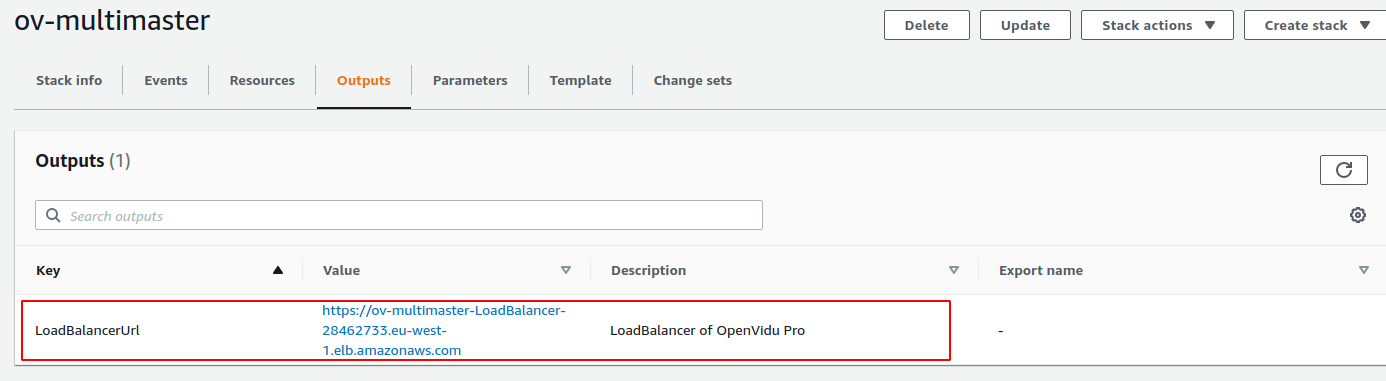 ov-multimaster
Delete
Update
Stack actions
Create stack
Stack info
Events
Resources
Outputs
Parameters
Template
Change sets
Outputs (1)
Search outputs
Key
Value
Description
Export name
LoadBalancerUrl
https://ov-multimaster-LoadBalancer-
28462733.eu-west-
1.elb.amazonaws.com
LoadBalancer of OpenVidu Pro
-